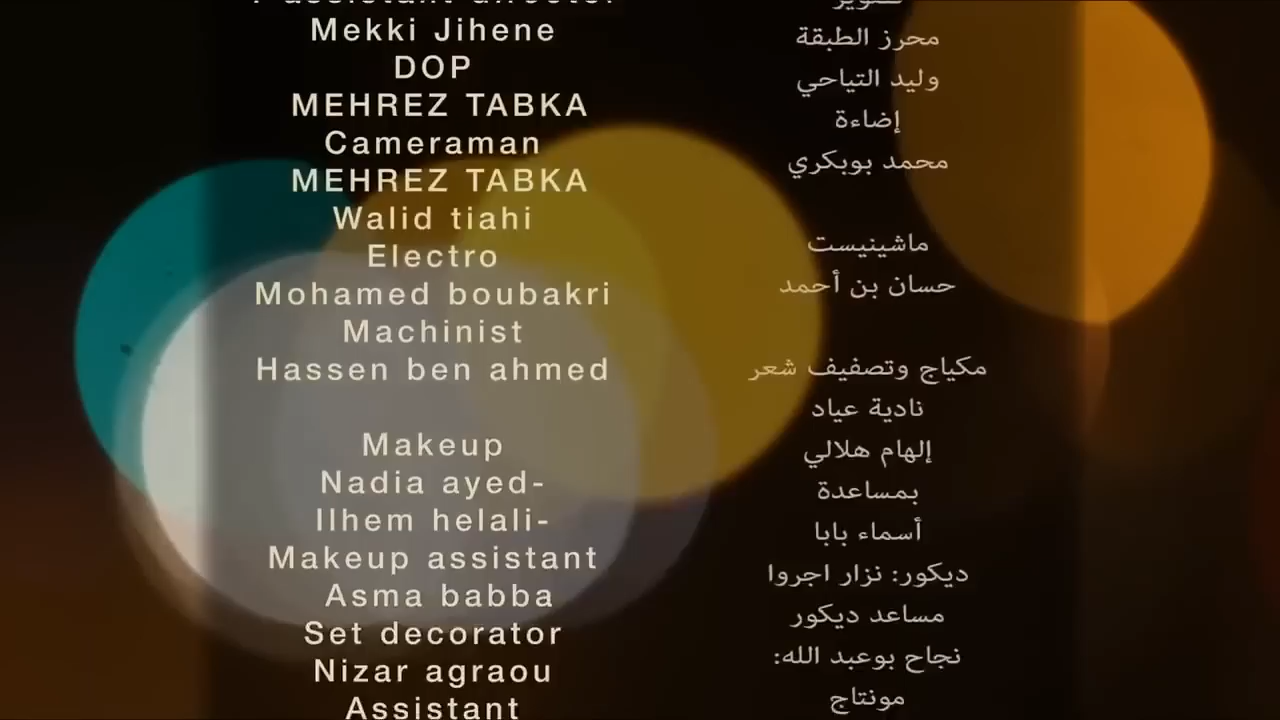 Mekki Jihene
DOP
MEHREZ TABKA
Cameraman
MEHREZ TABKA
Walid tiahi
Electro
Mohamed boubakri
Machinist
Hassen ben ahmed
Makeup
Nadia ayed-
Ilhem helali-
Makeup assistant
Asma babba
Set decorator
Nizar agraou
Assistant
محرز الطبقة
وليد التياحي
إضاءة
محمد بوبكري
ماشينيست
حسان بن أحمد
مكياج وتصفيف شعر
نادية عياد
إلهام هلالي
بمساعدة
أسماء بابا
ديكور: نزار اجروا
مساعد ديكور
نجاح بوعبد الله:
مونتاج